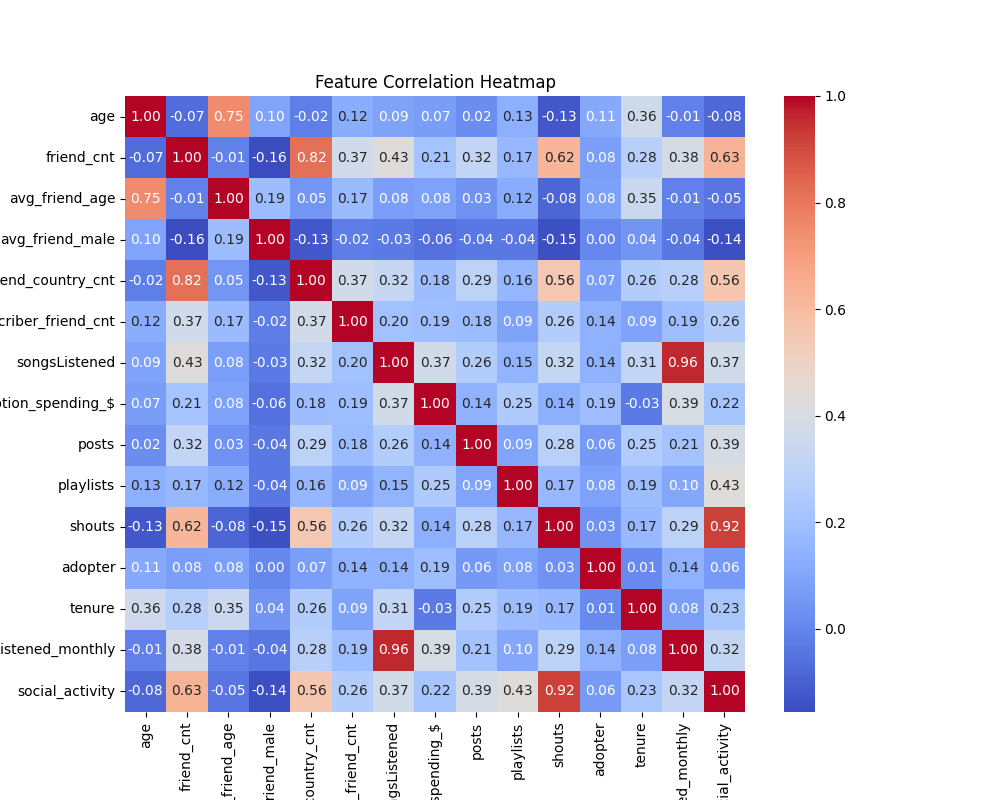 Feature Correlation Heatmap
age 1.00 -0.07 0.75 0.10 -0.02 0.12 0.09 0.07 0.02 0.13 -0.13 0.11 0.36 -0.01 -0.08
friend_cnt -0.07 1.00 -0.01 -0.16 0.82 0.37 0.43 0.21 0.32 0.17 0.62 0.08 0.28 0.38 0.63
avg_friend_age 0.75 -0.01 1.00 0.19 0.05 0.17 0.08 0.08 0.03 0.12 -0.08 0.08 0.35 -0.01 -0.05
avg_friend_male 0.10 -0.16 0.19 1.00 -0.13 -0.02 -0.03 -0.06 -0.04 -0.04 -0.15 0.00 0.04 -0.04 -0.14
end_country_cnt -0.02 0.82 0.05 -0.13 1.00 0.37 0.32 0.18 0.29 0.16 0.56 0.07 0.26 0.28 0.56
criber_friend_cnt 0.12 0.37 0.17 -0.02 0.37 1.00 0.20 0.19 0.18 0.09 0.26 0.14 0.09 0.19 0.26
songsListened 0.09 0.43 0.08 -0.03 0.32 0.20 1.00 0.37 0.26 0.15 0.32 0.14 0.31 0.96 0.37
otion_spending_$ 0.07 0.21 0.08 -0.06 0.18 0.19 0.37 1.00 0.14 0.25 0.14 0.19 -0.03 0.39 0.22
posts 0.02 0.32 0.03 -0.04 0.29 0.18 0.26 0.14 1.00 0.09 0.28 0.06 0.25 0.21 0.39
playlists 0.13 0.17 0.12 -0.04 0.16 0.09 0.15 0.25 0.09 1.00 0.17 0.08 0.19 0.10 0.43
shouts -0.13 0.62 -0.08 -0.15 0.56 0.26 0.32 0.14 0.28 0.17 1.00 0.03 0.17 0.29 0.92
adopter 0.11 0.08 0.08 0.00 0.07 0.14 0.14 0.19 0.06 0.08 0.03 1.00 0.01 0.14 0.06
tenure 0.36 0.28 0.35 0.04 0.26 0.09 0.31 -0.03 0.25 0.19 0.17 0.01 1.00 0.08 0.23
istened_monthly -0.01 0.38 -0.01 -0.04 0.28 0.19 0.96 0.39 0.21 0.10 0.29 0.14 0.08 1.00 0.32
social_activity -0.08 0.63 -0.05 -0.14 0.56 0.26 0.37 0.22 0.39 0.43 0.92 0.06 0.23 0.32 1.00
age
friend_cnt
_friend_age
friend_male
country_cnt
_friend_cnt
ngsListened
spending_$
posts
playlists
shouts
adopter
tenure
ed_monthly
ial_activity
1.0
0.8
0.6
0.4
0.2
0.0